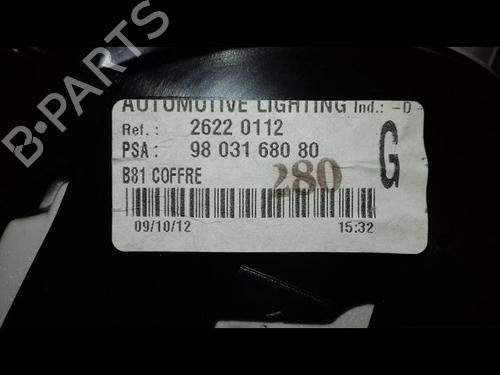 AUTOMOTIVE LIGHTING Ind.: -0-
Ref.: 2622 0112
PSA: 98 031 680 80
B81 COFFRE
280
G
09/10/12 15:32
B-PARTS